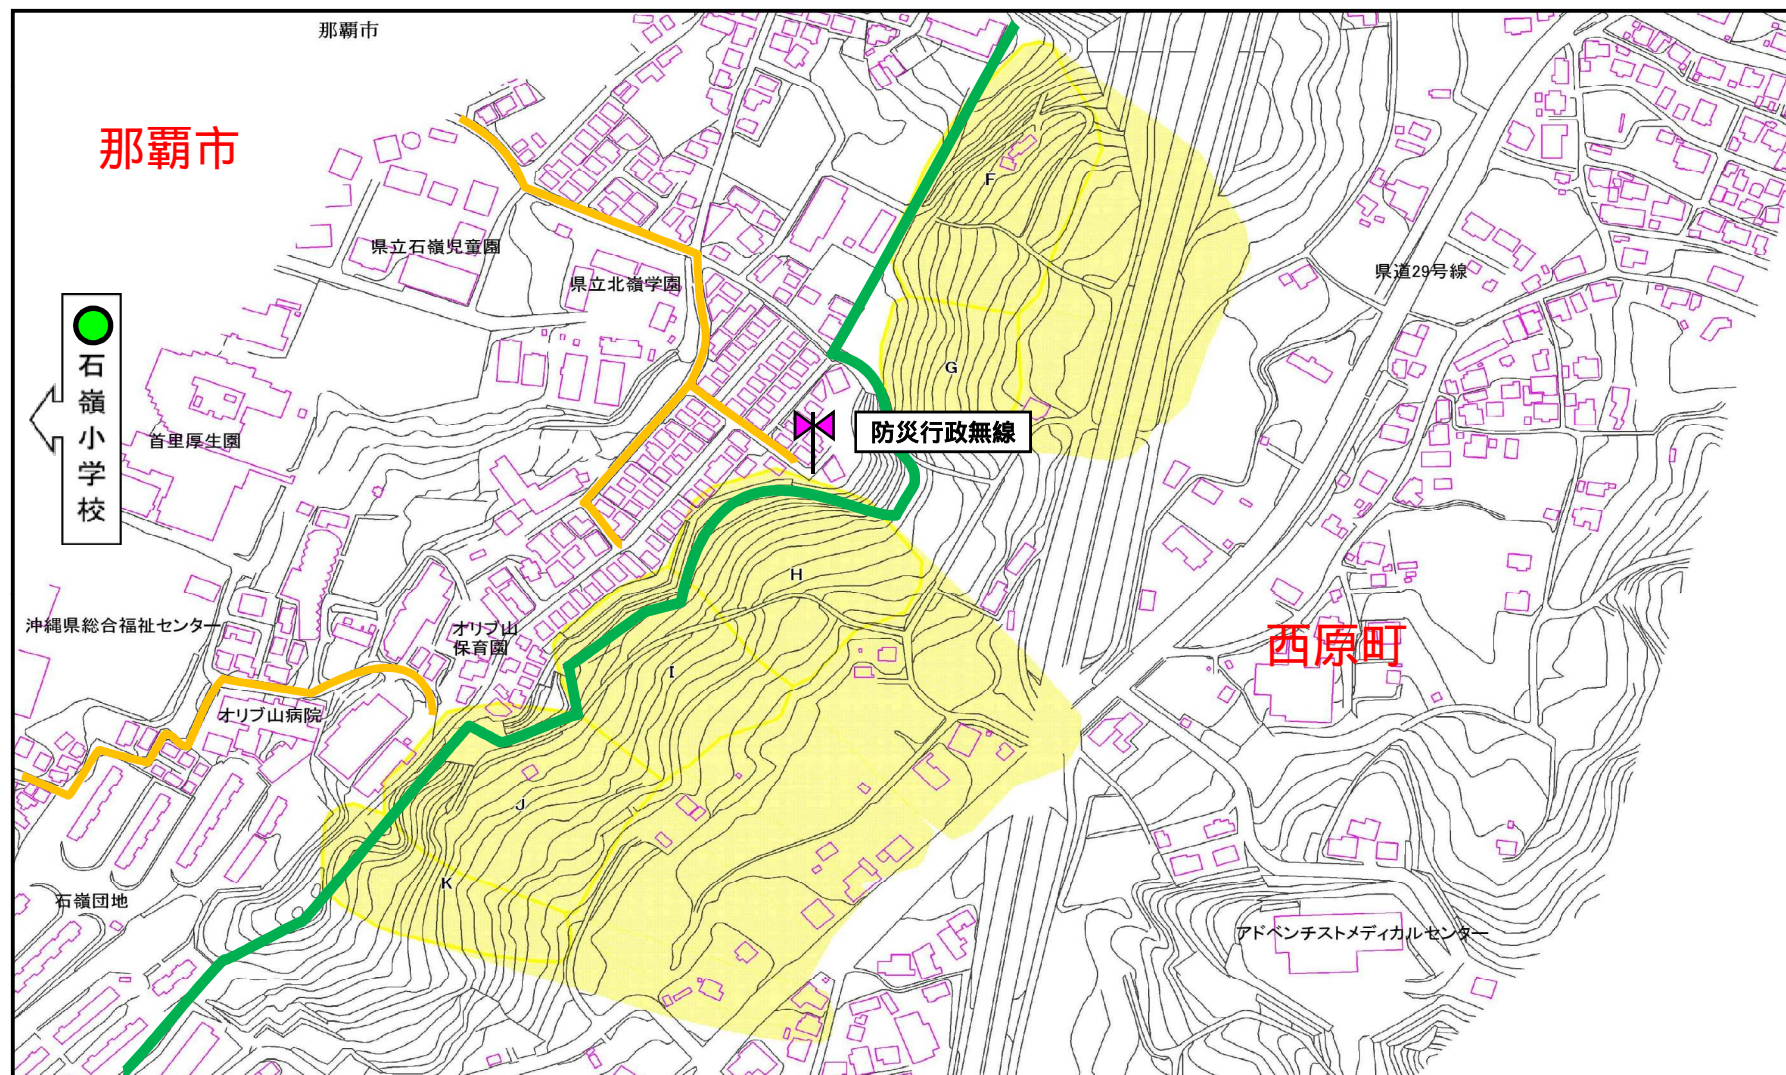 那覇市
那覇市
県立石嶺児童園
県立北嶺学園
県道29号線
石嶺小学校
首里厚生園
防災行政無線
F
G
H
I
J
K
沖縄県総合福祉センター
オリブ山
保育園
西原町
オリブ山病院
石嶺団地
アドベンチストメディカルセンター